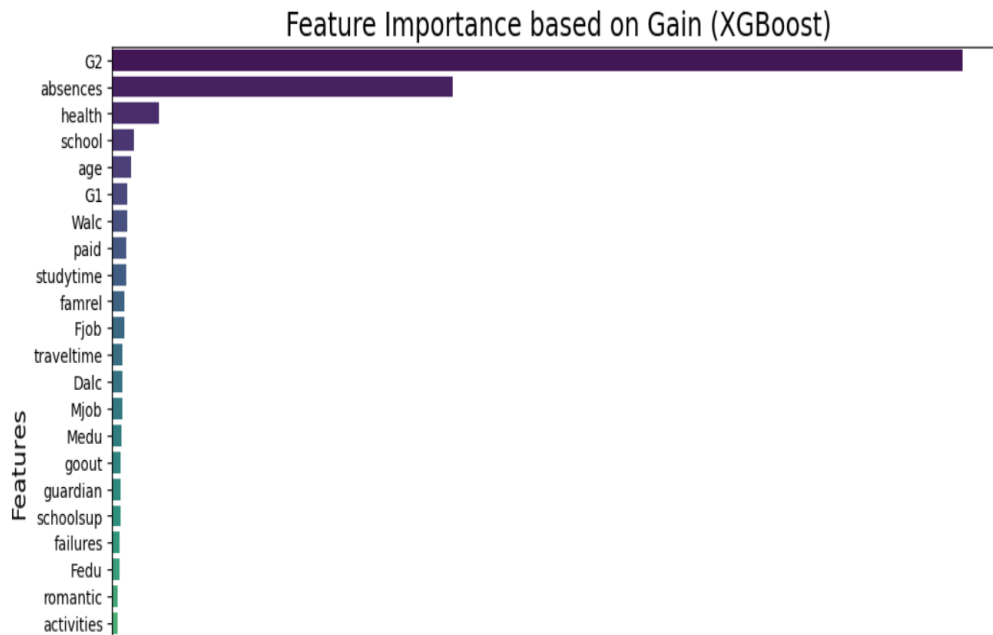 Feature Importance based on Gain (XGBoost)
G2
absences
health
school
age
G1
Walc
paid
studytime
famrel
Fjob
traveltime
Dalc
Mjob
Medu
goout
guardian
schoolsup
failures
Fedu
romantic
activities
Features